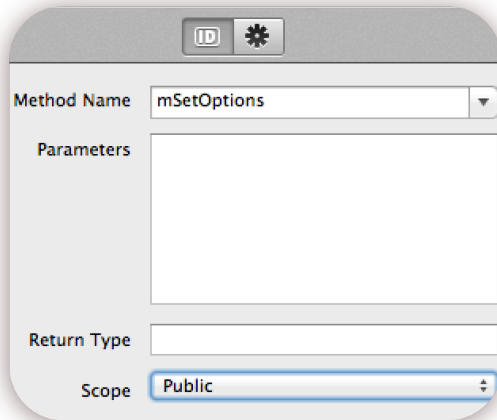 ID
Method Name mSetOptions
Parameters
Return Type
Scope Public